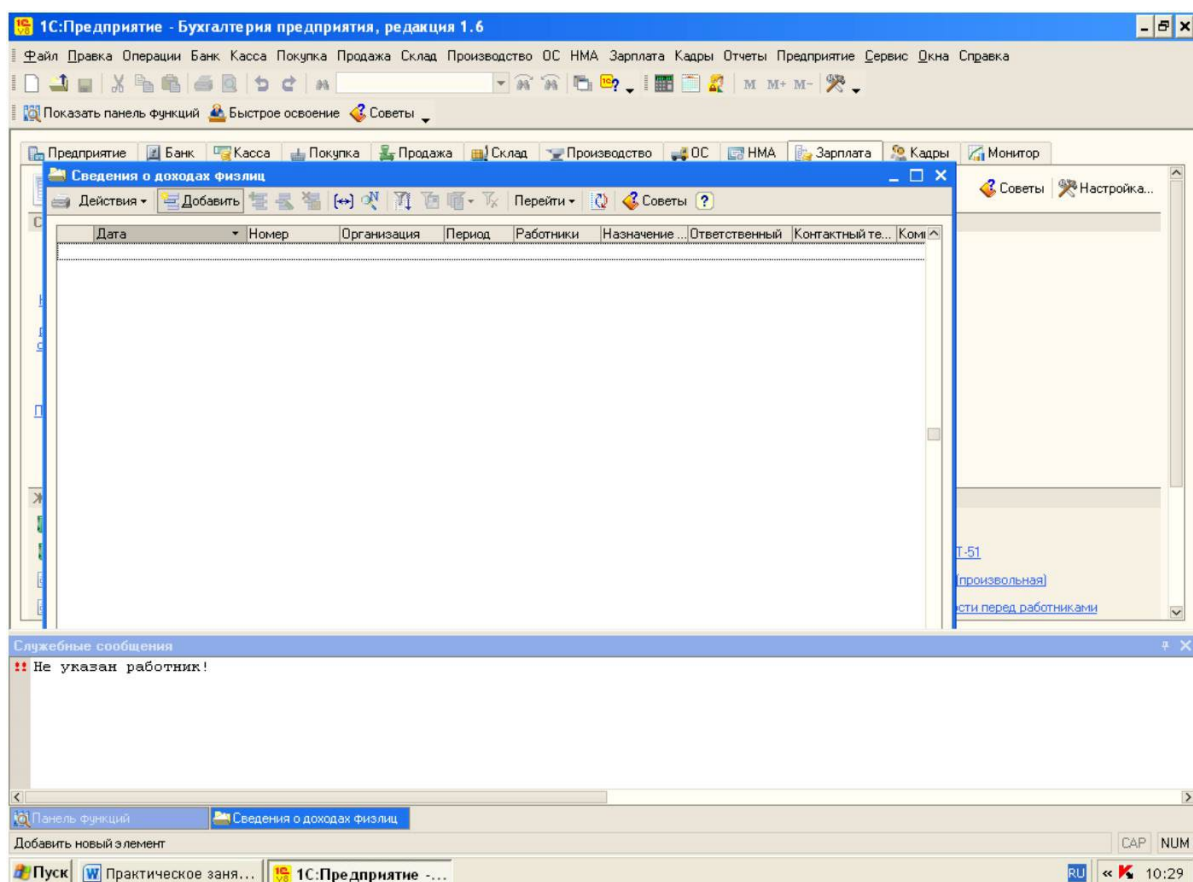 1С:Предприятие - Бухгалтерия предприятия, редакция 1.6
Файл Правка Операции Банк Касса Покупка Продажа Склад Производство ОС НМА Зарплата Кадры Отчеты Предприятие Сервис Окна Справка
M M+ M-
Показать панель функций Быстрое освоение Советы
Предприятие Банк Касса Покупка Продажа Склад Производство ОС НМА Зарплата Кадры Монитор
Сведения о доходах физлиц
Советы Настройка...
Действия Добавить Перейти Советы ?
Дата Номер Организация Период Работники Назначение ... Ответственный Контактный те... Ком
Т-51
(произвольная)
сти перед работниками
Служебные сообщения
!! Не указан работник!
Панель функций Сведения о доходах физлиц
Добавить новый элемент CAP NUM
Пуск Практическое заня... 1С:Предприятие -... RU « 10:29